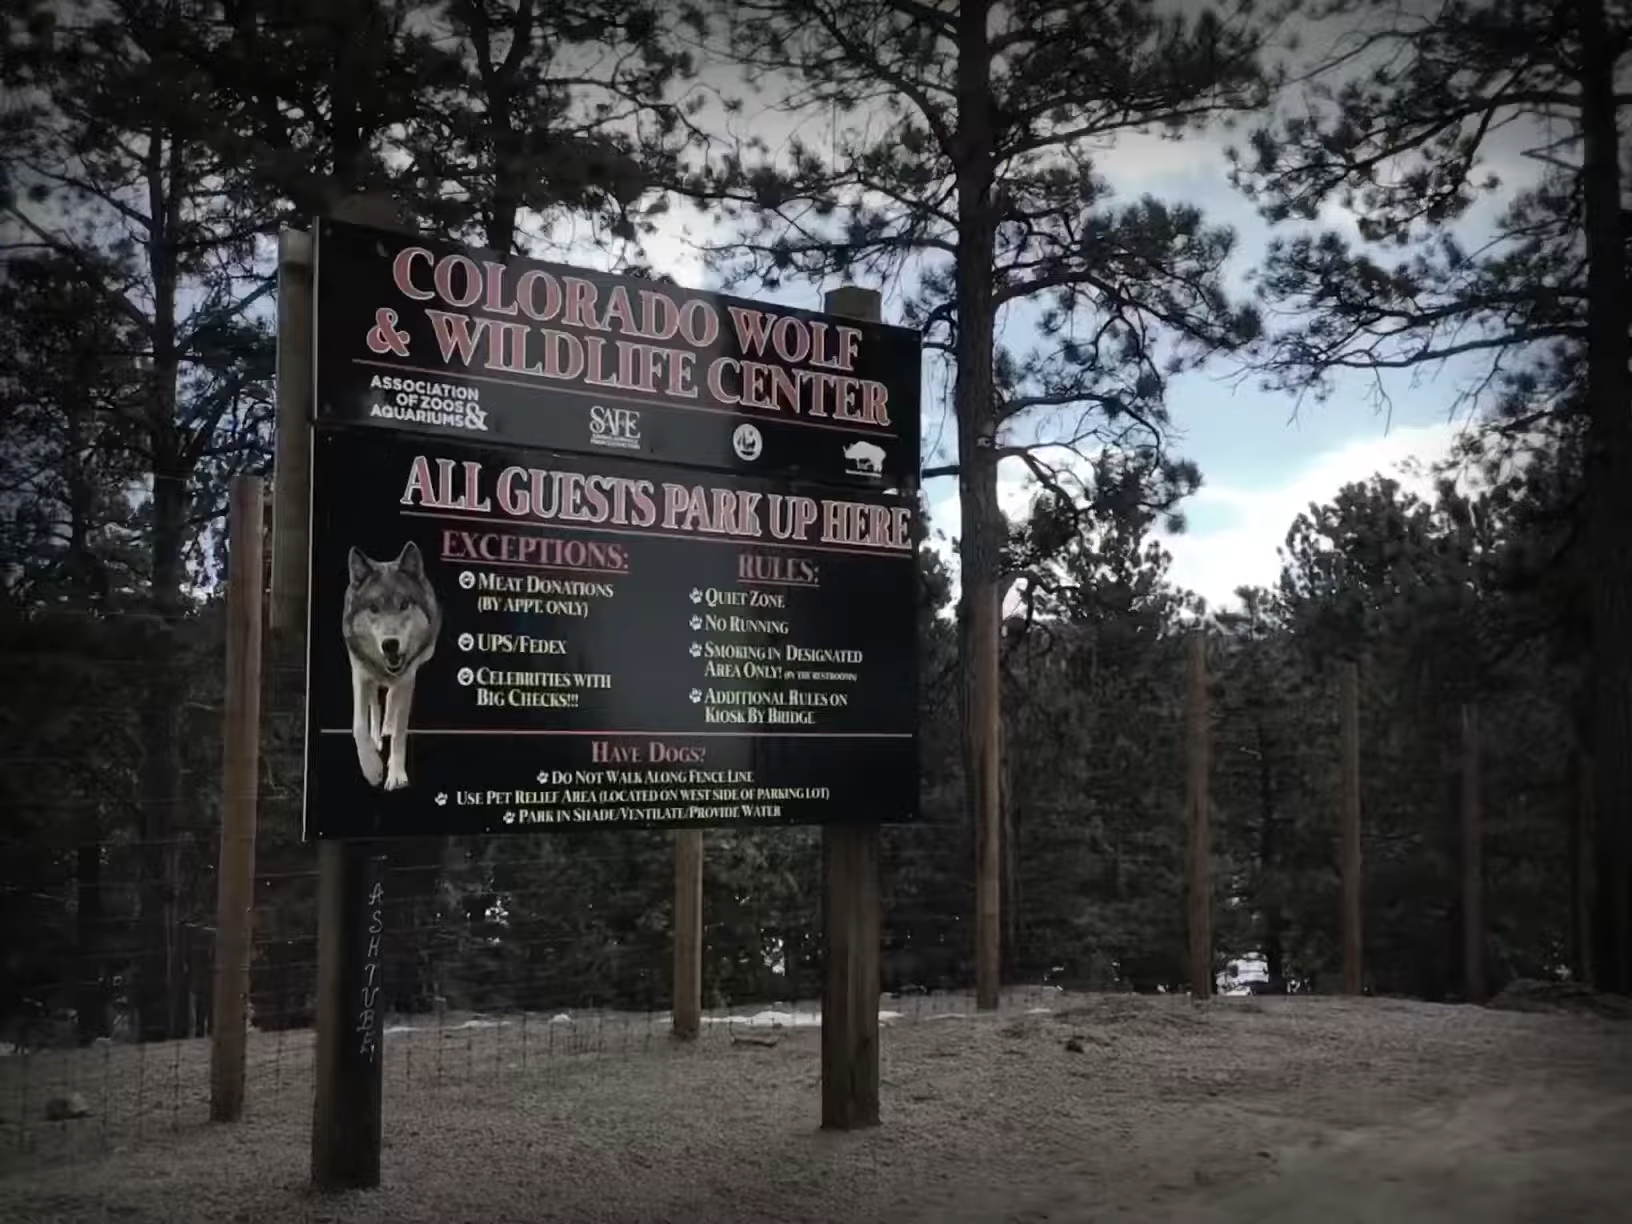 COLORADO WOLF
& WILDLIFE CENTER
ASSOCIATION
OF ZOOS
AQUARIUMS &
SAFE
ALL GUESTS PARK UP HERE
EXCEPTIONS:
MEAT DONATIONS
(BY APPT. ONLY)
UPS/FEDEX
CELEBRITIES WITH
BIG CHECKS!!!
RULES:
QUIET ZONE
NO RUNNING
SMOKING IN DESIGNATED
AREA ONLY! (BY THE RESTROOMS)
ADDITIONAL RULES ON
KIOSK BY BRIDGE
HAVE DOGS?
DO NOT WALK ALONG FENCE LINE
USE PET RELIEF AREA (LOCATED ON WEST SIDE OF PARKING LOT)
PARK IN SHADE/VENTILATE/PROVIDE WATER